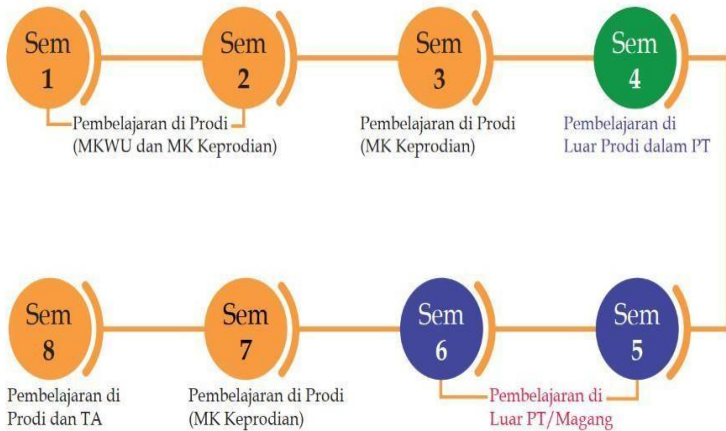 Sem
1
Sem
2
Sem
3
Sem
4
Pembelajaran di Prodi
(MKWU dan MK Keprodian)
Pembelajaran di Prodi
(MK Keprodian)
Pembelajaran di
Luar Prodi dalam PT
Sem
8
Sem
7
Sem
6
Sem
5
Pembelajaran di
Prodi dan TA
Pembelajaran di Prodi
(MK Keprodian)
Pembelajaran di
Luar PT/Magang